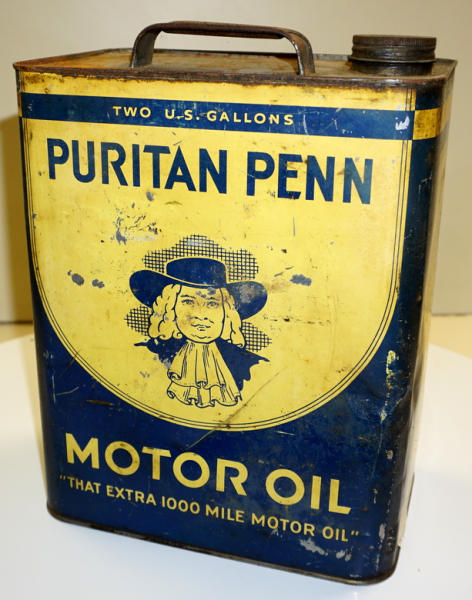 TWO U.S. GALLONS
PURITAN PENN
MOTOR OIL
"THAT EXTRA 1000 MILE MOTOR OIL"